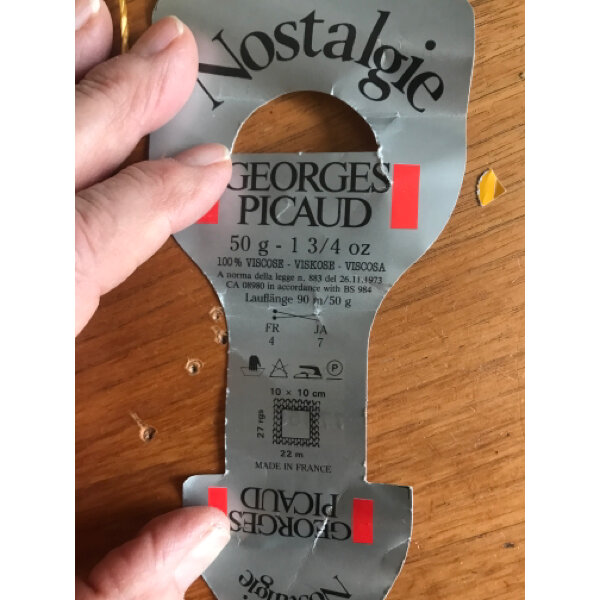 Nostalgie
GEORGES
PICAUD
50 g - 1 3/4 oz
100% VISCOSE - VISKOSE - VISCOSA
A norma della legge n. 883 del 26.11.1973
CA 08980 in accordance with BS 984
Lauflänge 90 m/50 g
FR JA
4 7
P
10 × 10 cm
27 rgs
22 m
MADE IN FRANCE
GEORGES
PICAUD
Nostalgie